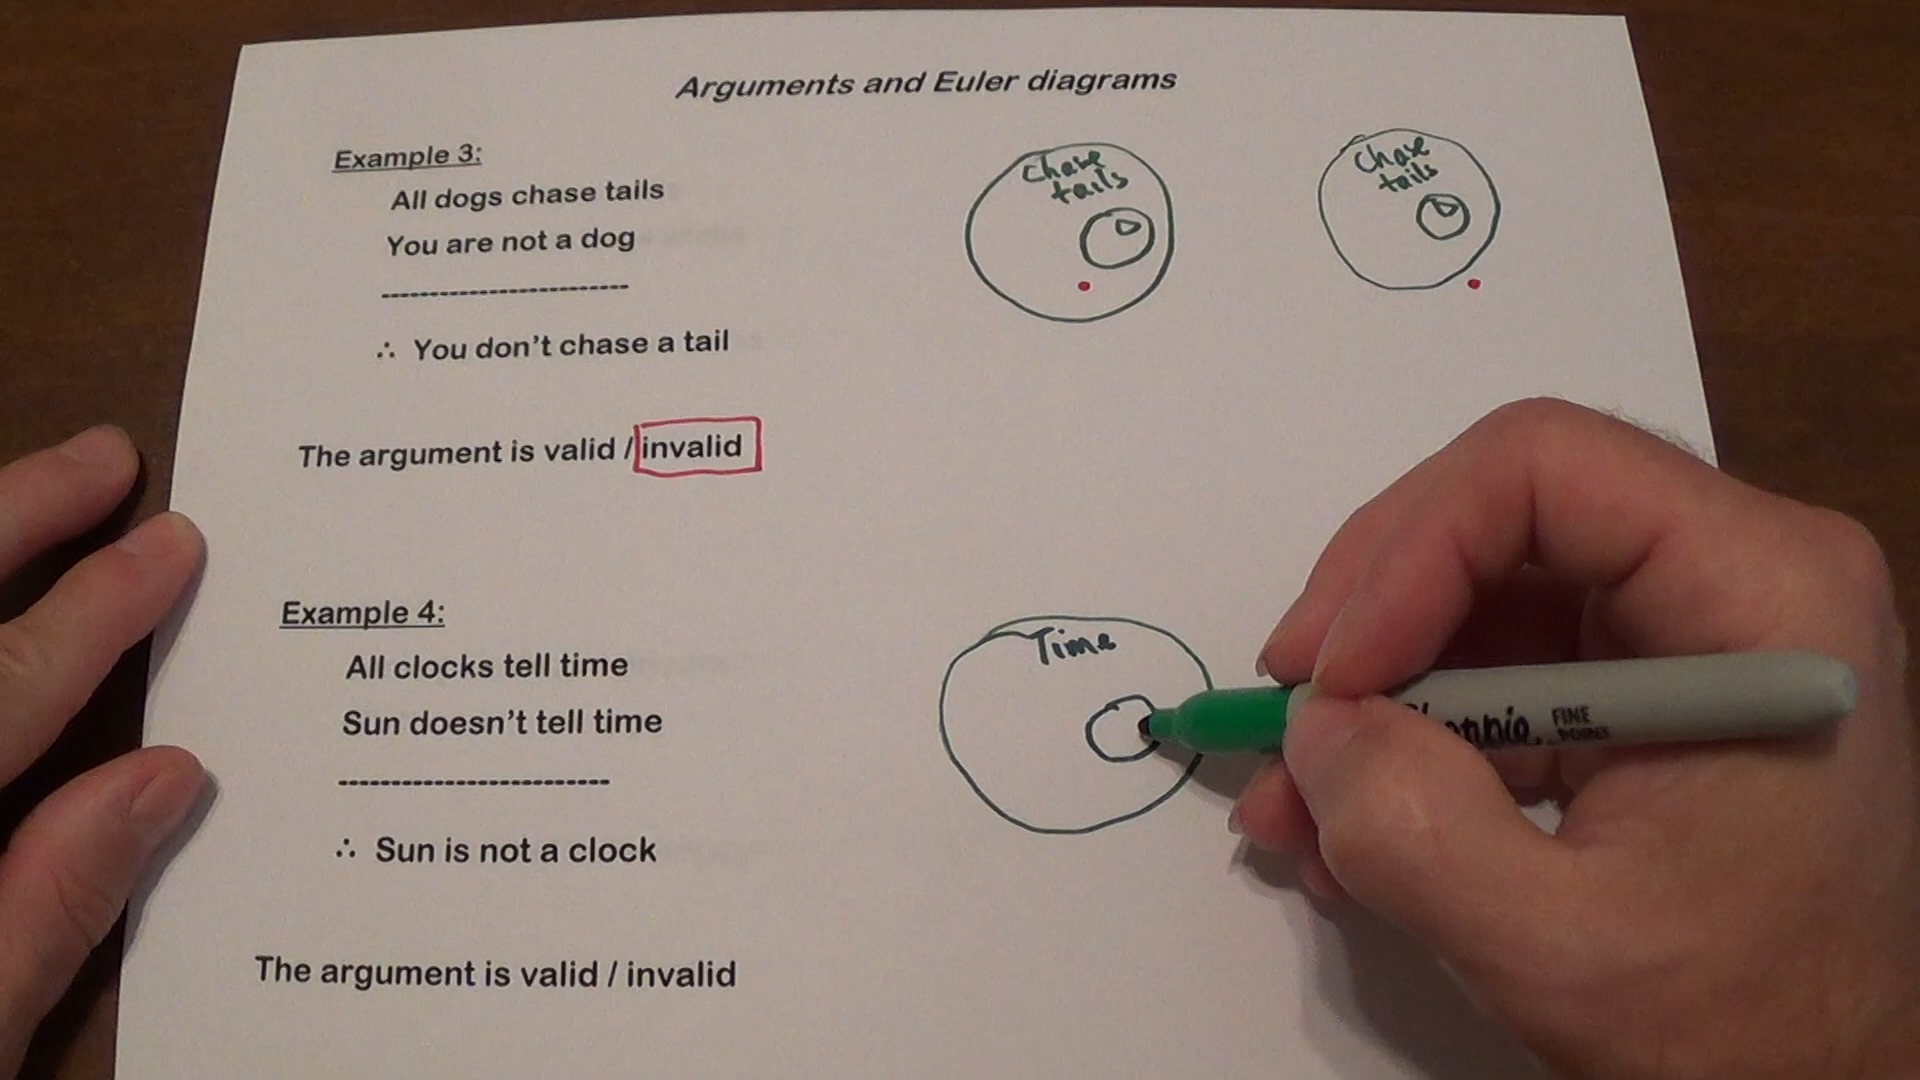 Arguments and Euler diagrams
Example 3:
All dogs chase tails
You are not a dog
-------------------------
∴ You don't chase a tail
The argument is valid / invalid
Chase
tails
D
Chase
tails
D
Example 4:
All clocks tell time
Sun doesn't tell time
--------------------------
∴ Sun is not a clock
The argument is valid / invalid
Time
FINE
POINT